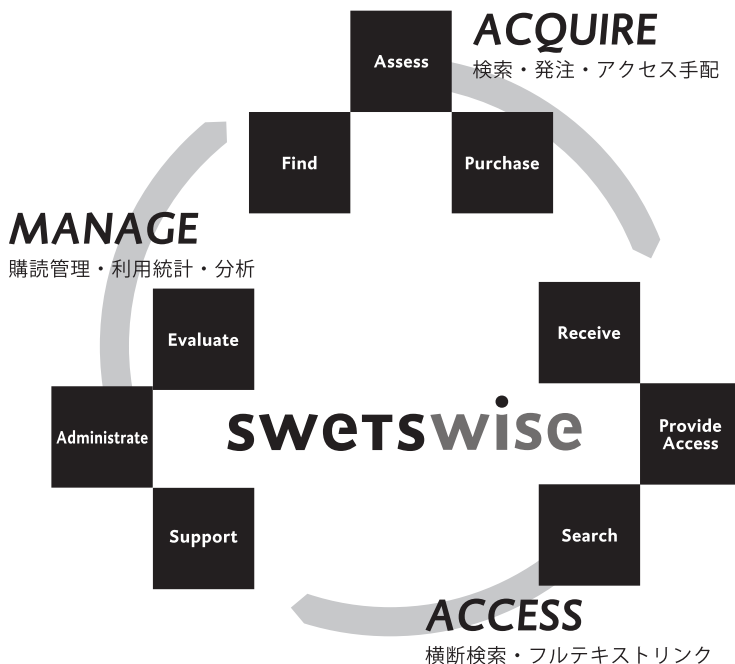 ACQUIRE
検索・発注・アクセス手配
Assess
Find
Purchase
MANAGE
購読管理・利用統計・分析
Evaluate
Administrate
Support
swetswise
Receive
Provide
Access
Search
ACCESS
横断検索・フルテキストリンク